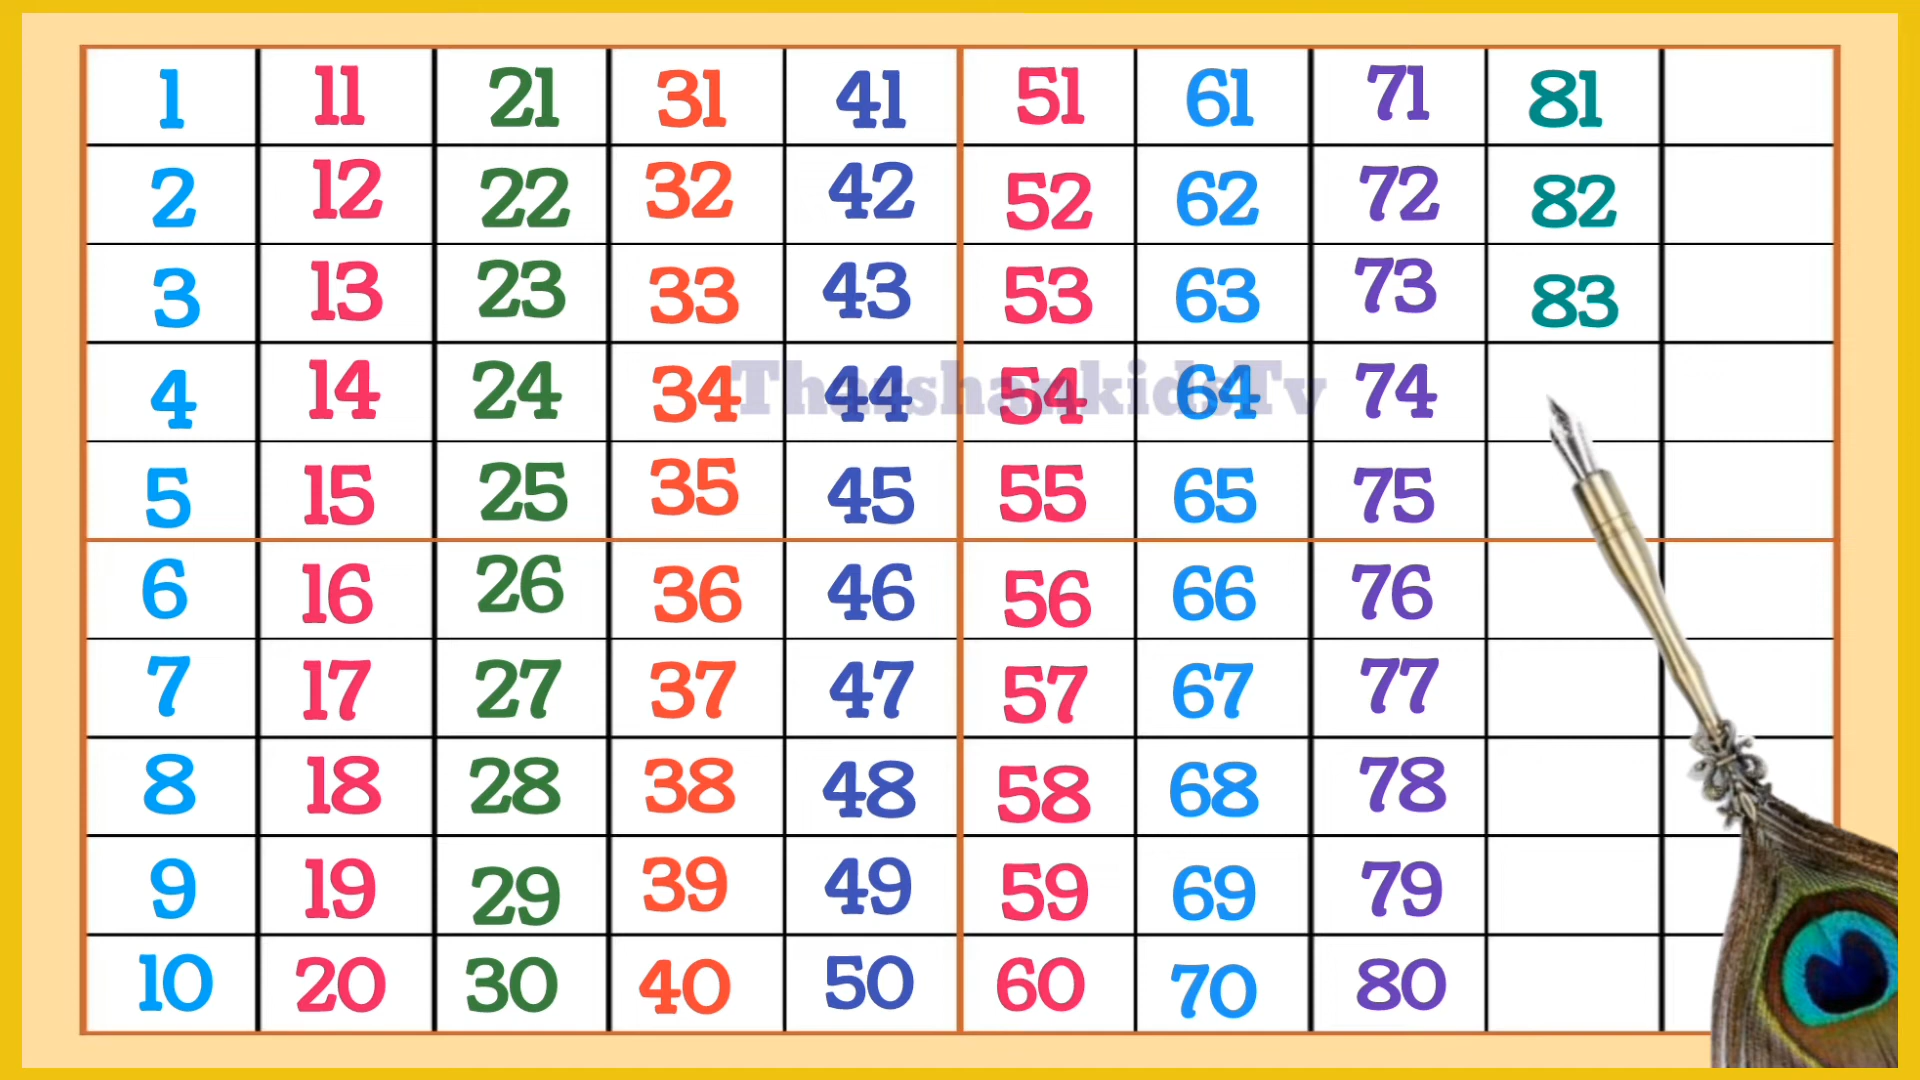 1 11 21 31 41 51 61 71 81
2 12 22 32 42 52 62 72 82
3 13 23 33 43 53 63 73 83
4 14 24 34 44 54 64 74
ThaishankidsTv
5 15 25 35 45 55 65 75
6 16 26 36 46 56 66 76
7 17 27 37 47 57 67 77
8 18 28 38 48 58 68 78
9 19 29 39 49 59 69 79
10 20 30 40 50 60 70 80